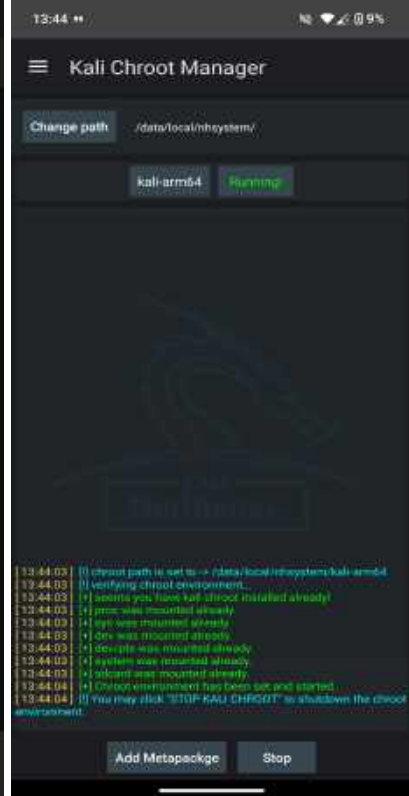 13:44
9%
Kali Chroot Manager
Change path /data/local/nhsystem/
kali-arm64 Running!
KALI
NetHunter
[13:44:03] [!] chroot path is set to --> /data/local/nhsystem/kali-arm64
[13:44:03] [!] verifying chroot environment...
[13:44:03] [+] seems you have kali chroot installed already!
[13:44:03] [+] proc was mounted already.
[13:44:03] [+] sys was mounted already.
[13:44:03] [+] dev was mounted already.
[13:44:03] [+] dev/pts was mounted already.
[13:44:03] [+] system was mounted already.
[13:44:03] [+] sdcard was mounted already.
[13:44:04] [+] Chroot environment has been set and started.
[13:44:04] [!] You may click "STOP KALI CHROOT" to shutdown the chroot
environment.
Add Metapackge Stop